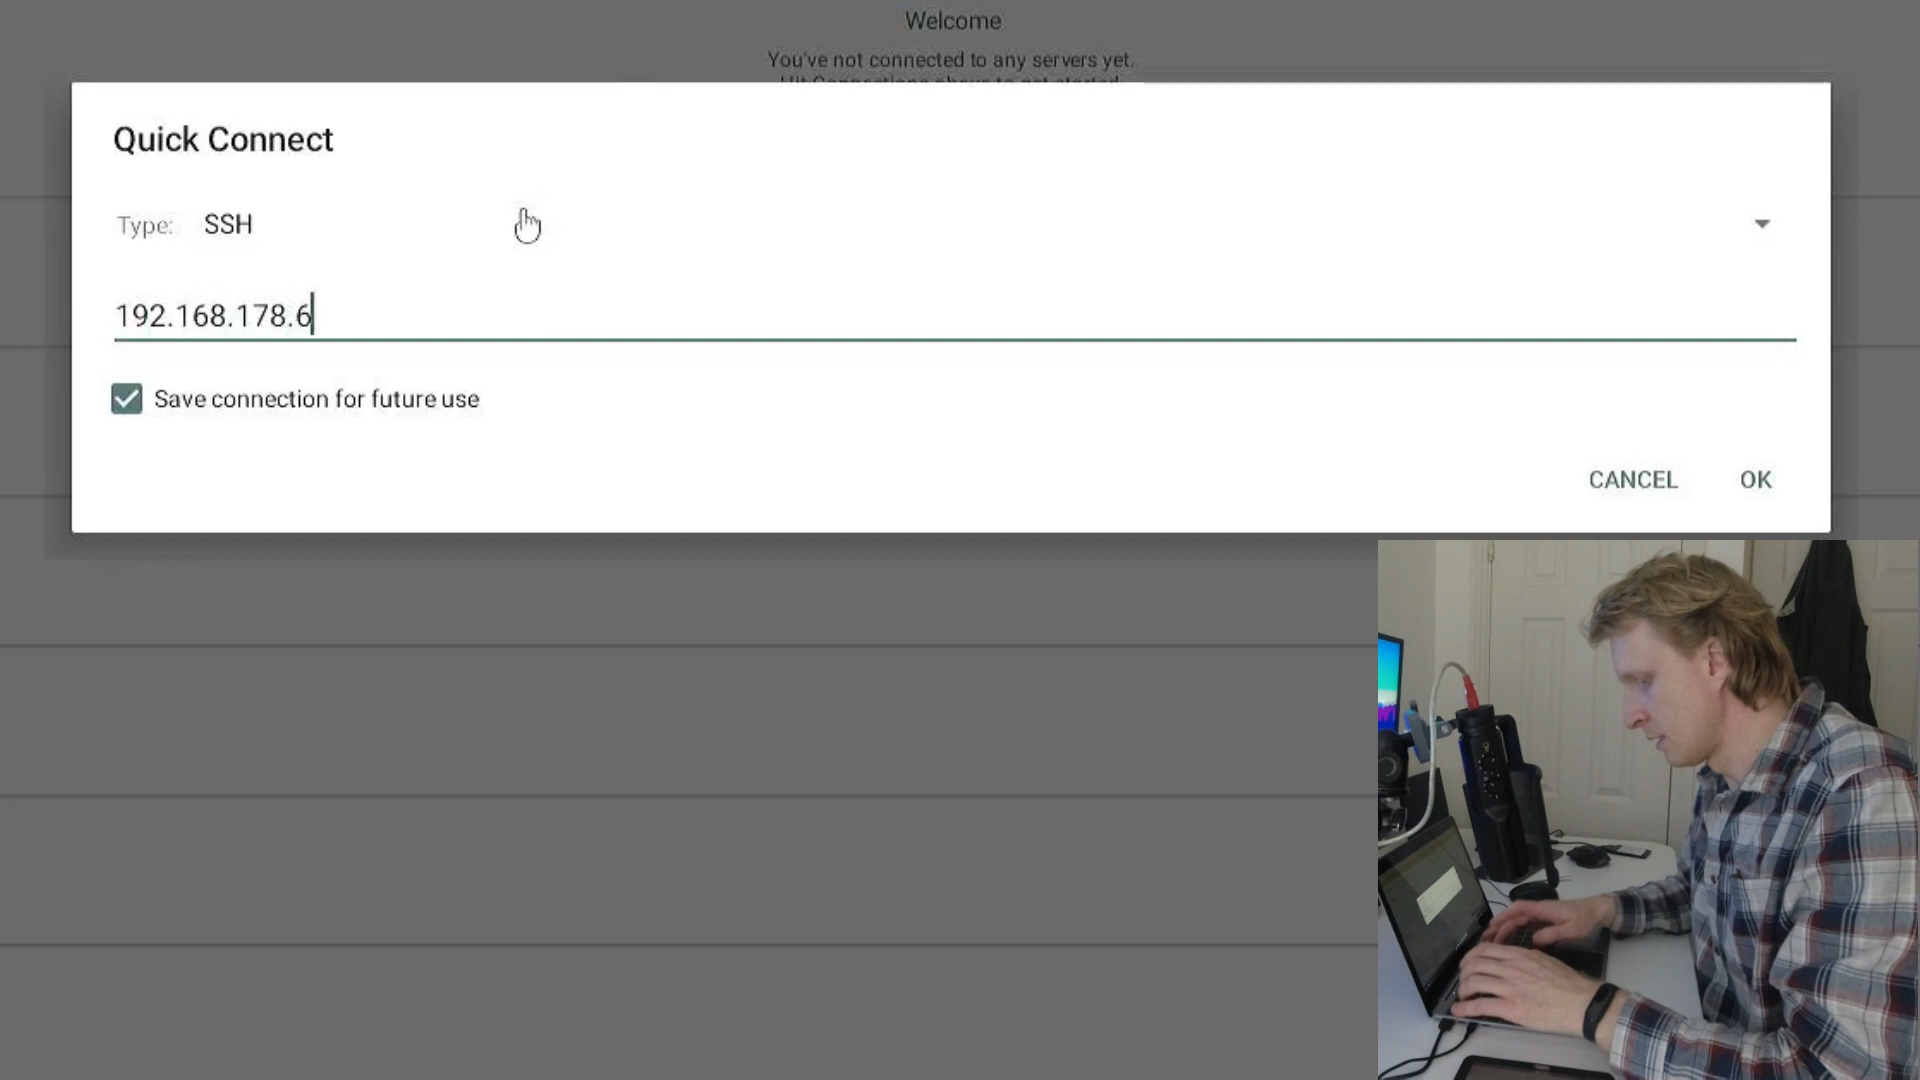 Welcome
You've not connected to any servers yet.
Quick Connect
Type: SSH
192.168.178.6
Save connection for future use
CANCEL OK